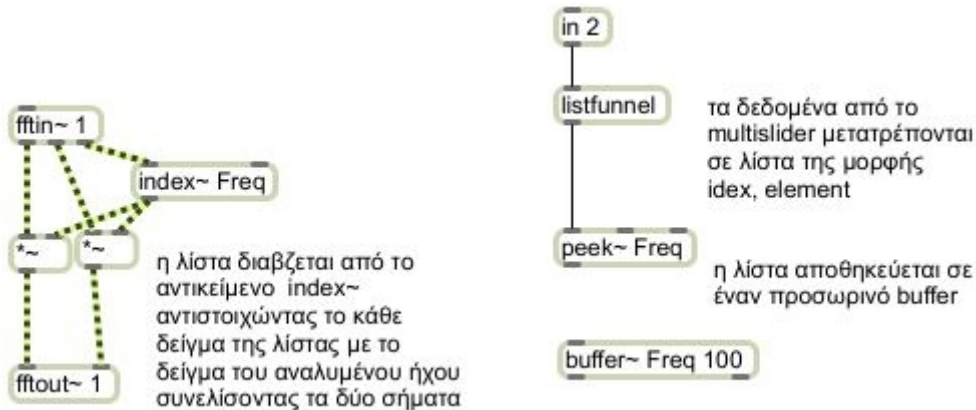 fftin~ 1
index~ Freq
*~
*~
η λίστα διαβζεται από το
αντικείμενο index~
αντιστοιχώντας το κάθε
δείγμα της λίστας με το
δείγμα του αναλυμένου ήχου
συνελίσοντας τα δύο σήματα
fftout~ 1
in 2
listfunnel
τα δεδομένα από το
multislider μετατρέπονται
σε λίστα της μορφής
idex, element
peek~ Freq
η λίστα αποθηκεύεται σε
έναν προσωρινό buffer
buffer~ Freq 100